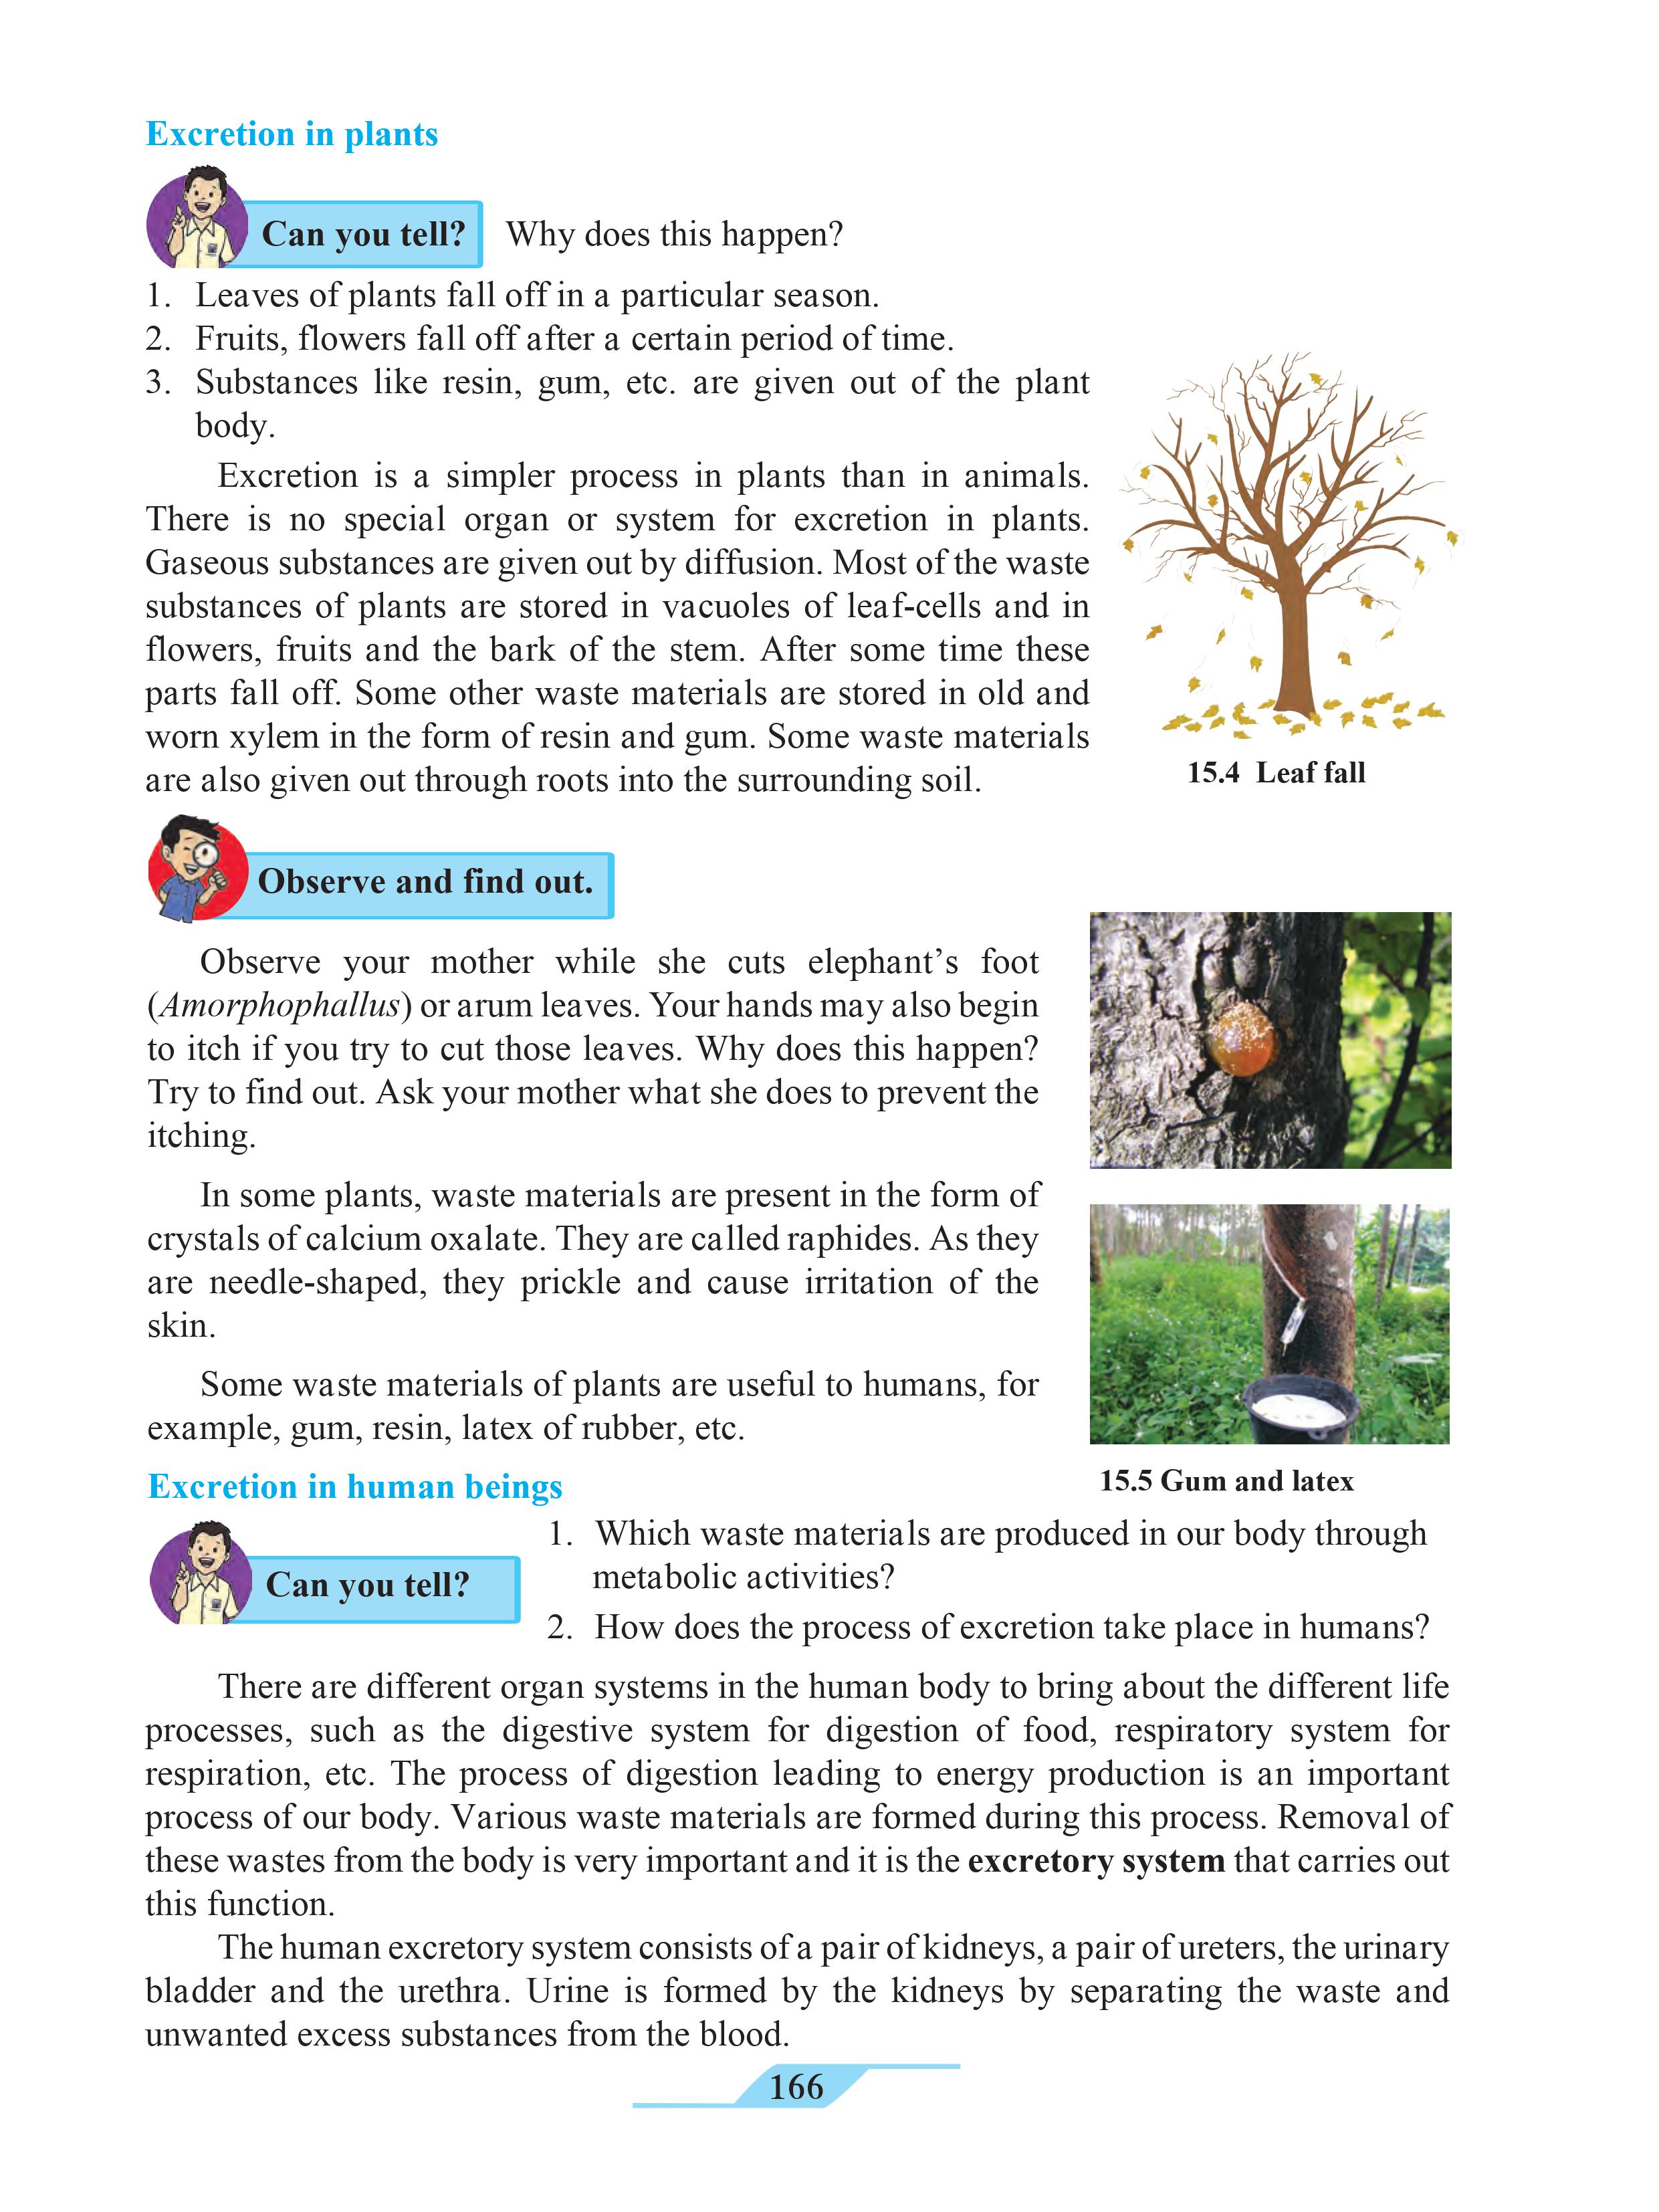 Excretion in plants
Can you tell? Why does this happen?
1. Leaves of plants fall off in a particular season.
2. Fruits, flowers fall off after a certain period of time.
3. Substances like resin, gum, etc. are given out of the plant
body.
Excretion is a simpler process in plants than in animals.
There is no special organ or system for excretion in plants.
Gaseous substances are given out by diffusion. Most of the waste
substances of plants are stored in vacuoles of leaf-cells and in
flowers, fruits and the bark of the stem. After some time these
parts fall off. Some other waste materials are stored in old and
worn xylem in the form of resin and gum. Some waste materials
are also given out through roots into the surrounding soil.
15.4 Leaf fall
Observe and find out.
Observe your mother while she cuts elephant’s foot
(Amorphophallus) or arum leaves. Your hands may also begin
to itch if you try to cut those leaves. Why does this happen?
Try to find out. Ask your mother what she does to prevent the
itching.
In some plants, waste materials are present in the form of
crystals of calcium oxalate. They are called raphides. As they
are needle-shaped, they prickle and cause irritation of the
skin.
Some waste materials of plants are useful to humans, for
example, gum, resin, latex of rubber, etc.
15.5 Gum and latex
Excretion in human beings
Can you tell?
1. Which waste materials are produced in our body through
metabolic activities?
2. How does the process of excretion take place in humans?
There are different organ systems in the human body to bring about the different life
processes, such as the digestive system for digestion of food, respiratory system for
respiration, etc. The process of digestion leading to energy production is an important
process of our body. Various waste materials are formed during this process. Removal of
these wastes from the body is very important and it is the excretory system that carries out
this function.
The human excretory system consists of a pair of kidneys, a pair of ureters, the urinary
bladder and the urethra. Urine is formed by the kidneys by separating the waste and
unwanted excess substances from the blood.
166